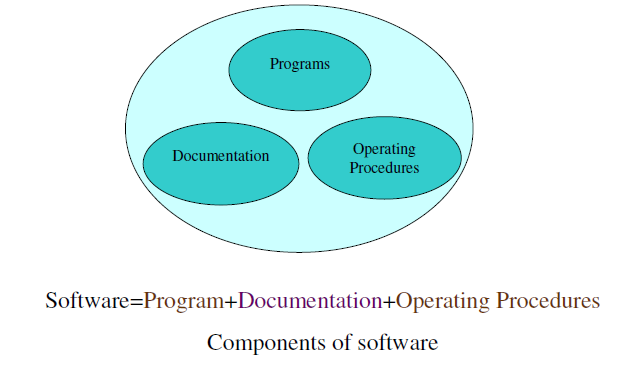 Programs
Documentation
Operating
Procedures
Software=Program+Documentation+Operating Procedures
Components of software